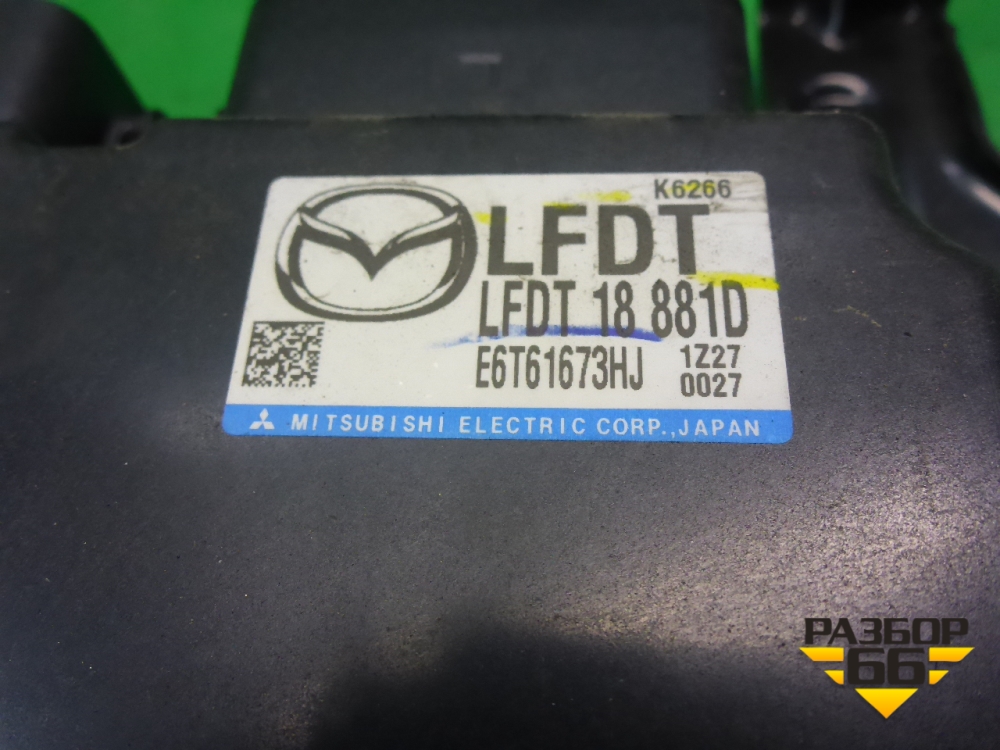 K6266
LFDT
LFDT 18 881D
E6T61673HJ 1Z27
0027
MITSUBISHI ELECTRIC CORP.,JAPAN
РАЗБОР
66